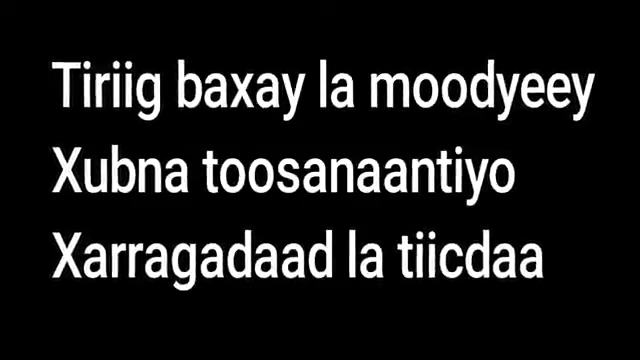 Tiriig baxay la moodyeey
Xubna toosanaantiyo
Xarragadaad la tiicdaa